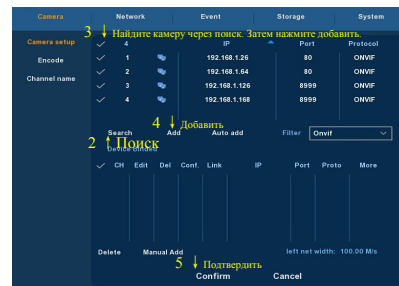 Camera Network Event Storage System
3 Найдите камеру через поиск. Затем нажмите добавить.
Camera setup
4 IP Port Protocol
1 192.168.1.26 80 ONVIF
Encode
2 192.168.1.64 80 ONVIF
Channel name
3 192.168.1.126 8999 ONVIF
4 192.168.1.168 8999 ONVIF
4 Добавить
Search Add Auto add Filter Onvif
2 Поиск
Device Binded
CH Edit Del Conf. Link IP Port Proto More
Delete Manual Add left net width: 100.00 M/s
5 Подтвердить
Confirm Cancel